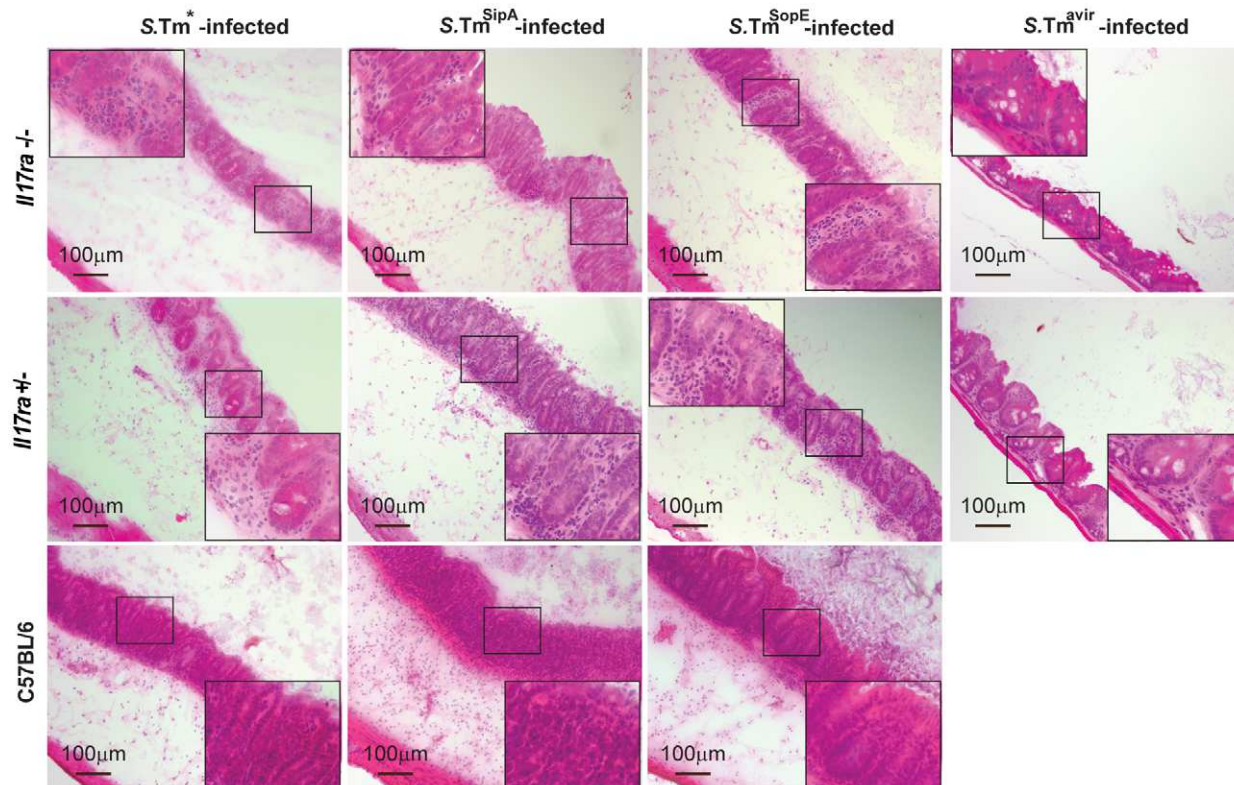 S.Tm*-infected S.Tm^SipA-infected S.Tm^SopE-infected S.Tm^avir-infected
Il17ra -/-
100μm 100μm 100μm 100μm
Il17ra +/-
100μm 100μm 100μm 100μm
C57BL/6
100μm 100μm 100μm